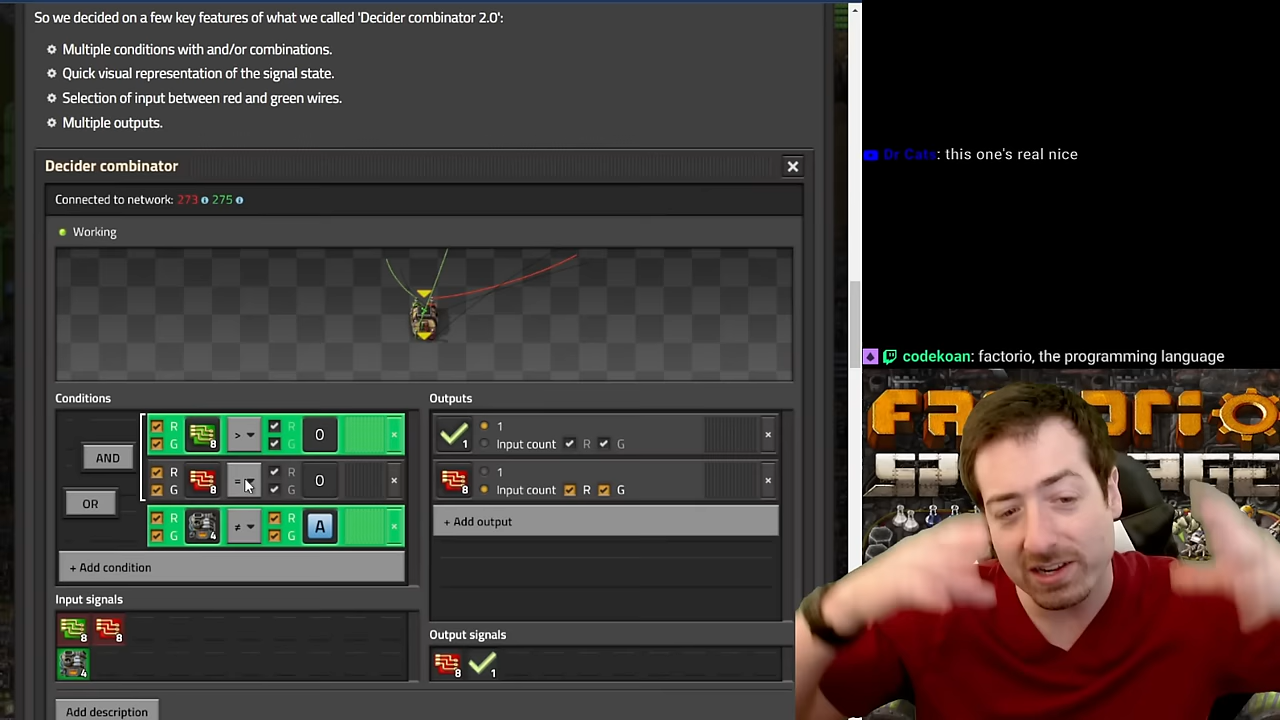 So we decided on a few key features of what we called 'Decider combinator 2.0':
Multiple conditions with and/or combinations.
Quick visual representation of the signal state.
Selection of input between red and green wires.
Multiple outputs.
Decider combinator
Connected to network: 273 275
Working
Conditions
Outputs
AND
OR
R
G
8
>
R
G
0
R
G
8
R
G
0
R
G
4
≠
R
G
A
+ Add condition
1
1
Input count R G
8
1
Input count R G
+ Add output
Input signals
8
8
4
Output signals
8
1
Add description
Dr Cats: this one's real nice
codekoan: factorio, the programming language